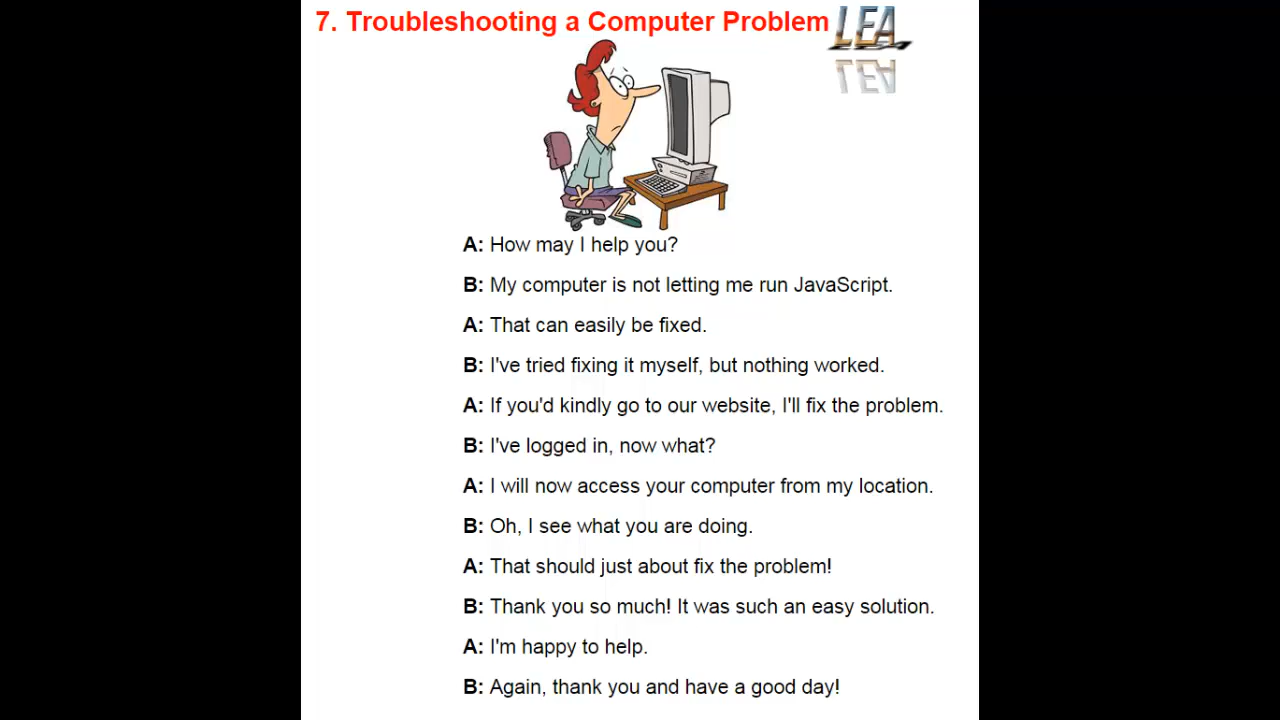 7. Troubleshooting a Computer Problem
LEA
A: How may I help you?
B: My computer is not letting me run JavaScript.
A: That can easily be fixed.
B: I've tried fixing it myself, but nothing worked.
A: If you'd kindly go to our website, I'll fix the problem.
B: I've logged in, now what?
A: I will now access your computer from my location.
B: Oh, I see what you are doing.
A: That should just about fix the problem!
B: Thank you so much! It was such an easy solution.
A: I'm happy to help.
B: Again, thank you and have a good day!